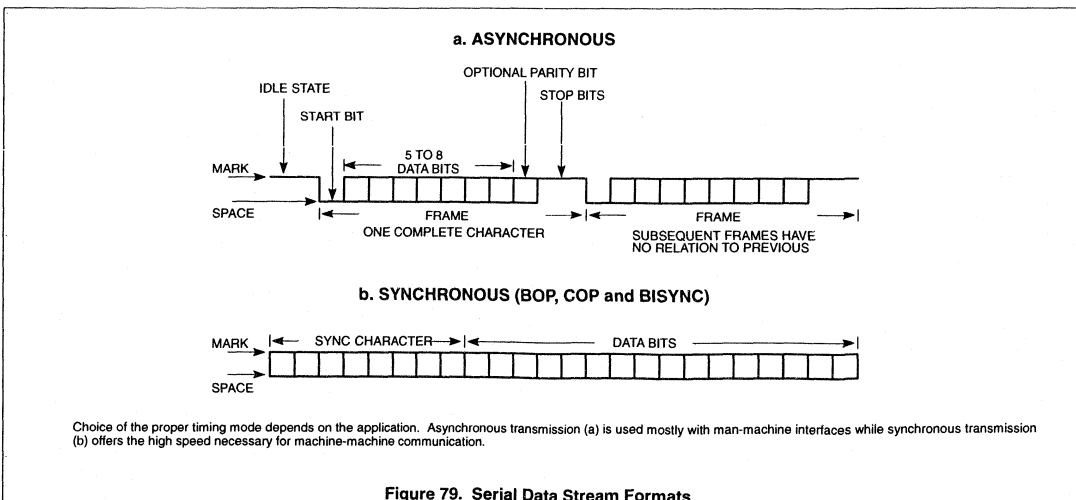 a. ASYNCHRONOUS
OPTIONAL PARITY BIT
IDLE STATE
STOP BITS
START BIT
5 TO 8
DATA BITS
MARK
SPACE
FRAME
ONE COMPLETE CHARACTER
FRAME
SUBSEQUENT FRAMES HAVE
NO RELATION TO PREVIOUS
b. SYNCHRONOUS (BOP, COP and BISYNC)
MARK
SYNC CHARACTER
DATA BITS
SPACE
Choice of the proper timing mode depends on the application. Asynchronous transmission (a) is used mostly with man-machine interfaces while synchronous transmission
(b) offers the high speed necessary for machine-machine communication.
Figure 79. Serial Data Stream Formats